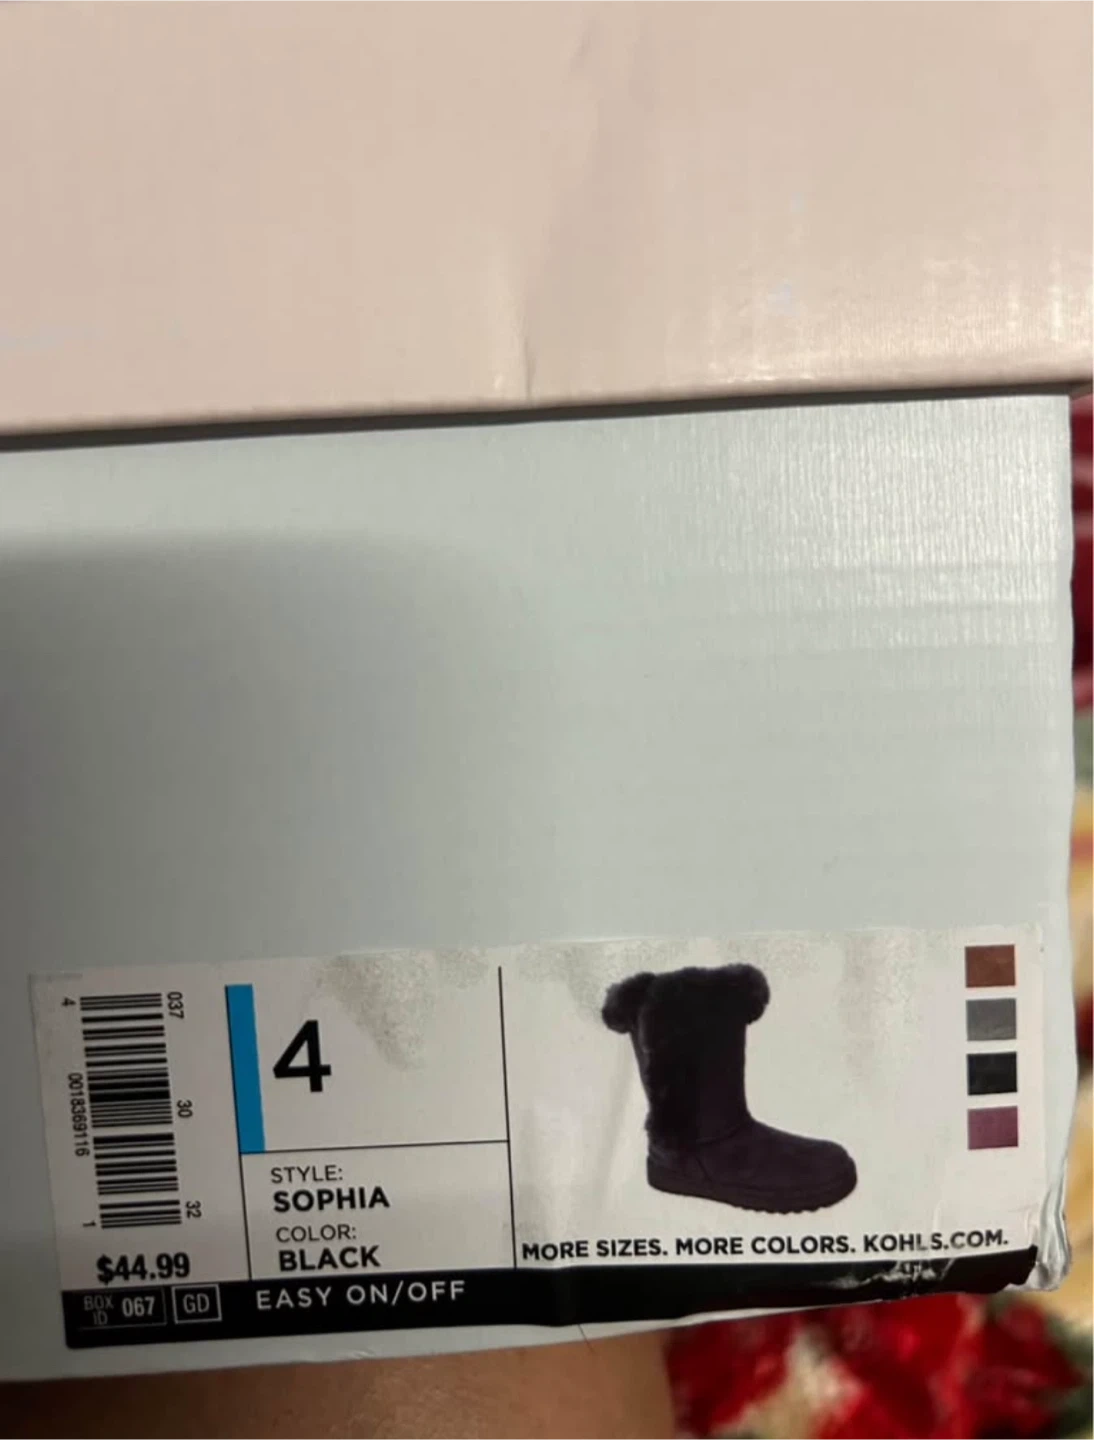 4
0018369116
1
037
30
32
$44.99
BOX ID 067 GD
4
STYLE:
SOPHIA
COLOR:
BLACK
MORE SIZES. MORE COLORS. KOHLS.COM.
EASY ON/OFF